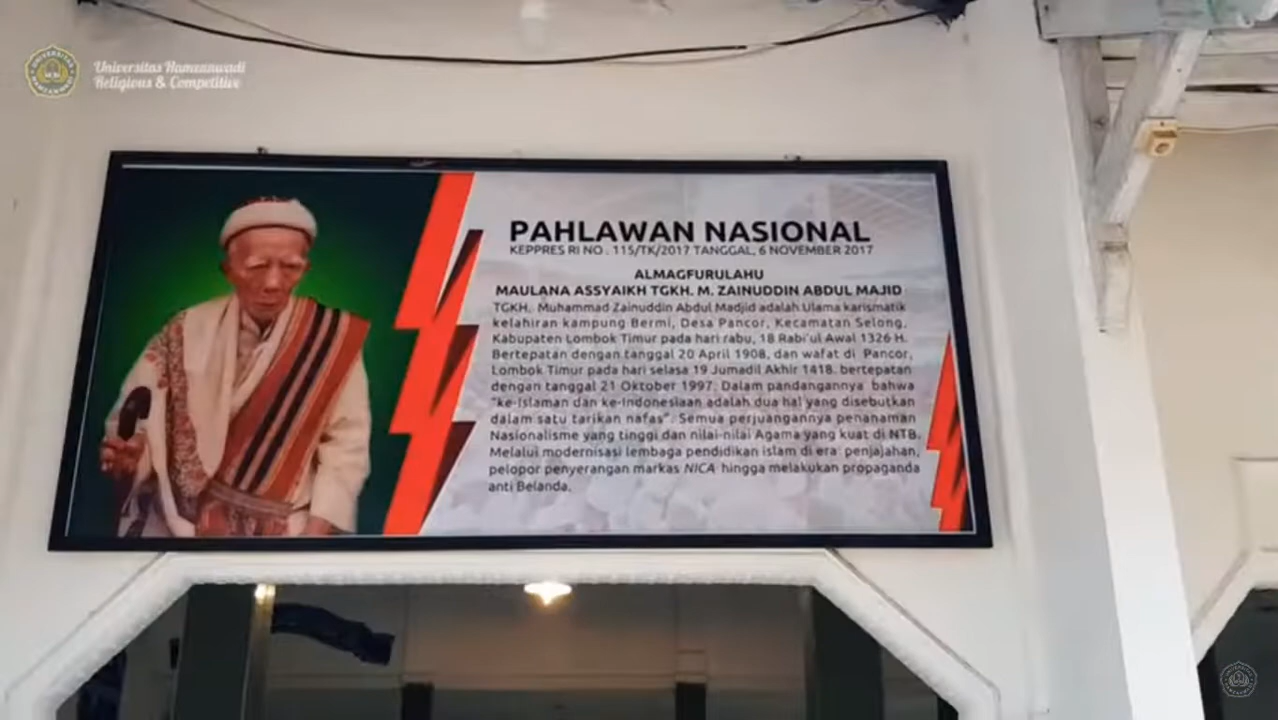 Universitas Hamzanwadi
Religious & Competitive
PAHLAWAN NASIONAL
KEPPRES RI NO . 115/TK/2017 TANGGAL, 6 NOVEMBER 2017
ALMAGFURULAHU
MAULANA ASSYAIKH TGKH. M. ZAINUDDIN ABDUL MAJID
TGKH. Muhammad Zainuddin Abdul Madjid adalah Ulama karismatik
kelahiran kampung Bermi, Desa Pancor, Kecamatan Selong,
Kabupaten Lombok Timur pada hari rabu, 18 Rabi'ul Awal 1326 H.
Bertepatan dengan tanggal 20 April 1908, dan wafat di Pancor,
Lombok Timur pada hari selasa 19 Jumadil Akhir 1418. bertepatan
dengan tanggal 21 Oktober 1997. Dalam pandangannya bahwa
"ke-Islaman dan ke-Indonesiaan adalah dua hal yang disebutkan
dalam satu tarikan nafas". Semua perjuangannya penanaman
Nasionalisme yang tinggi dan nilai-nilai Agama yang kuat di NTB.
Melalui modernisasi lembaga pendidikan islam di era penjajahan,
pelopor penyerangan markas NICA hingga melakukan propaganda
anti Belanda.